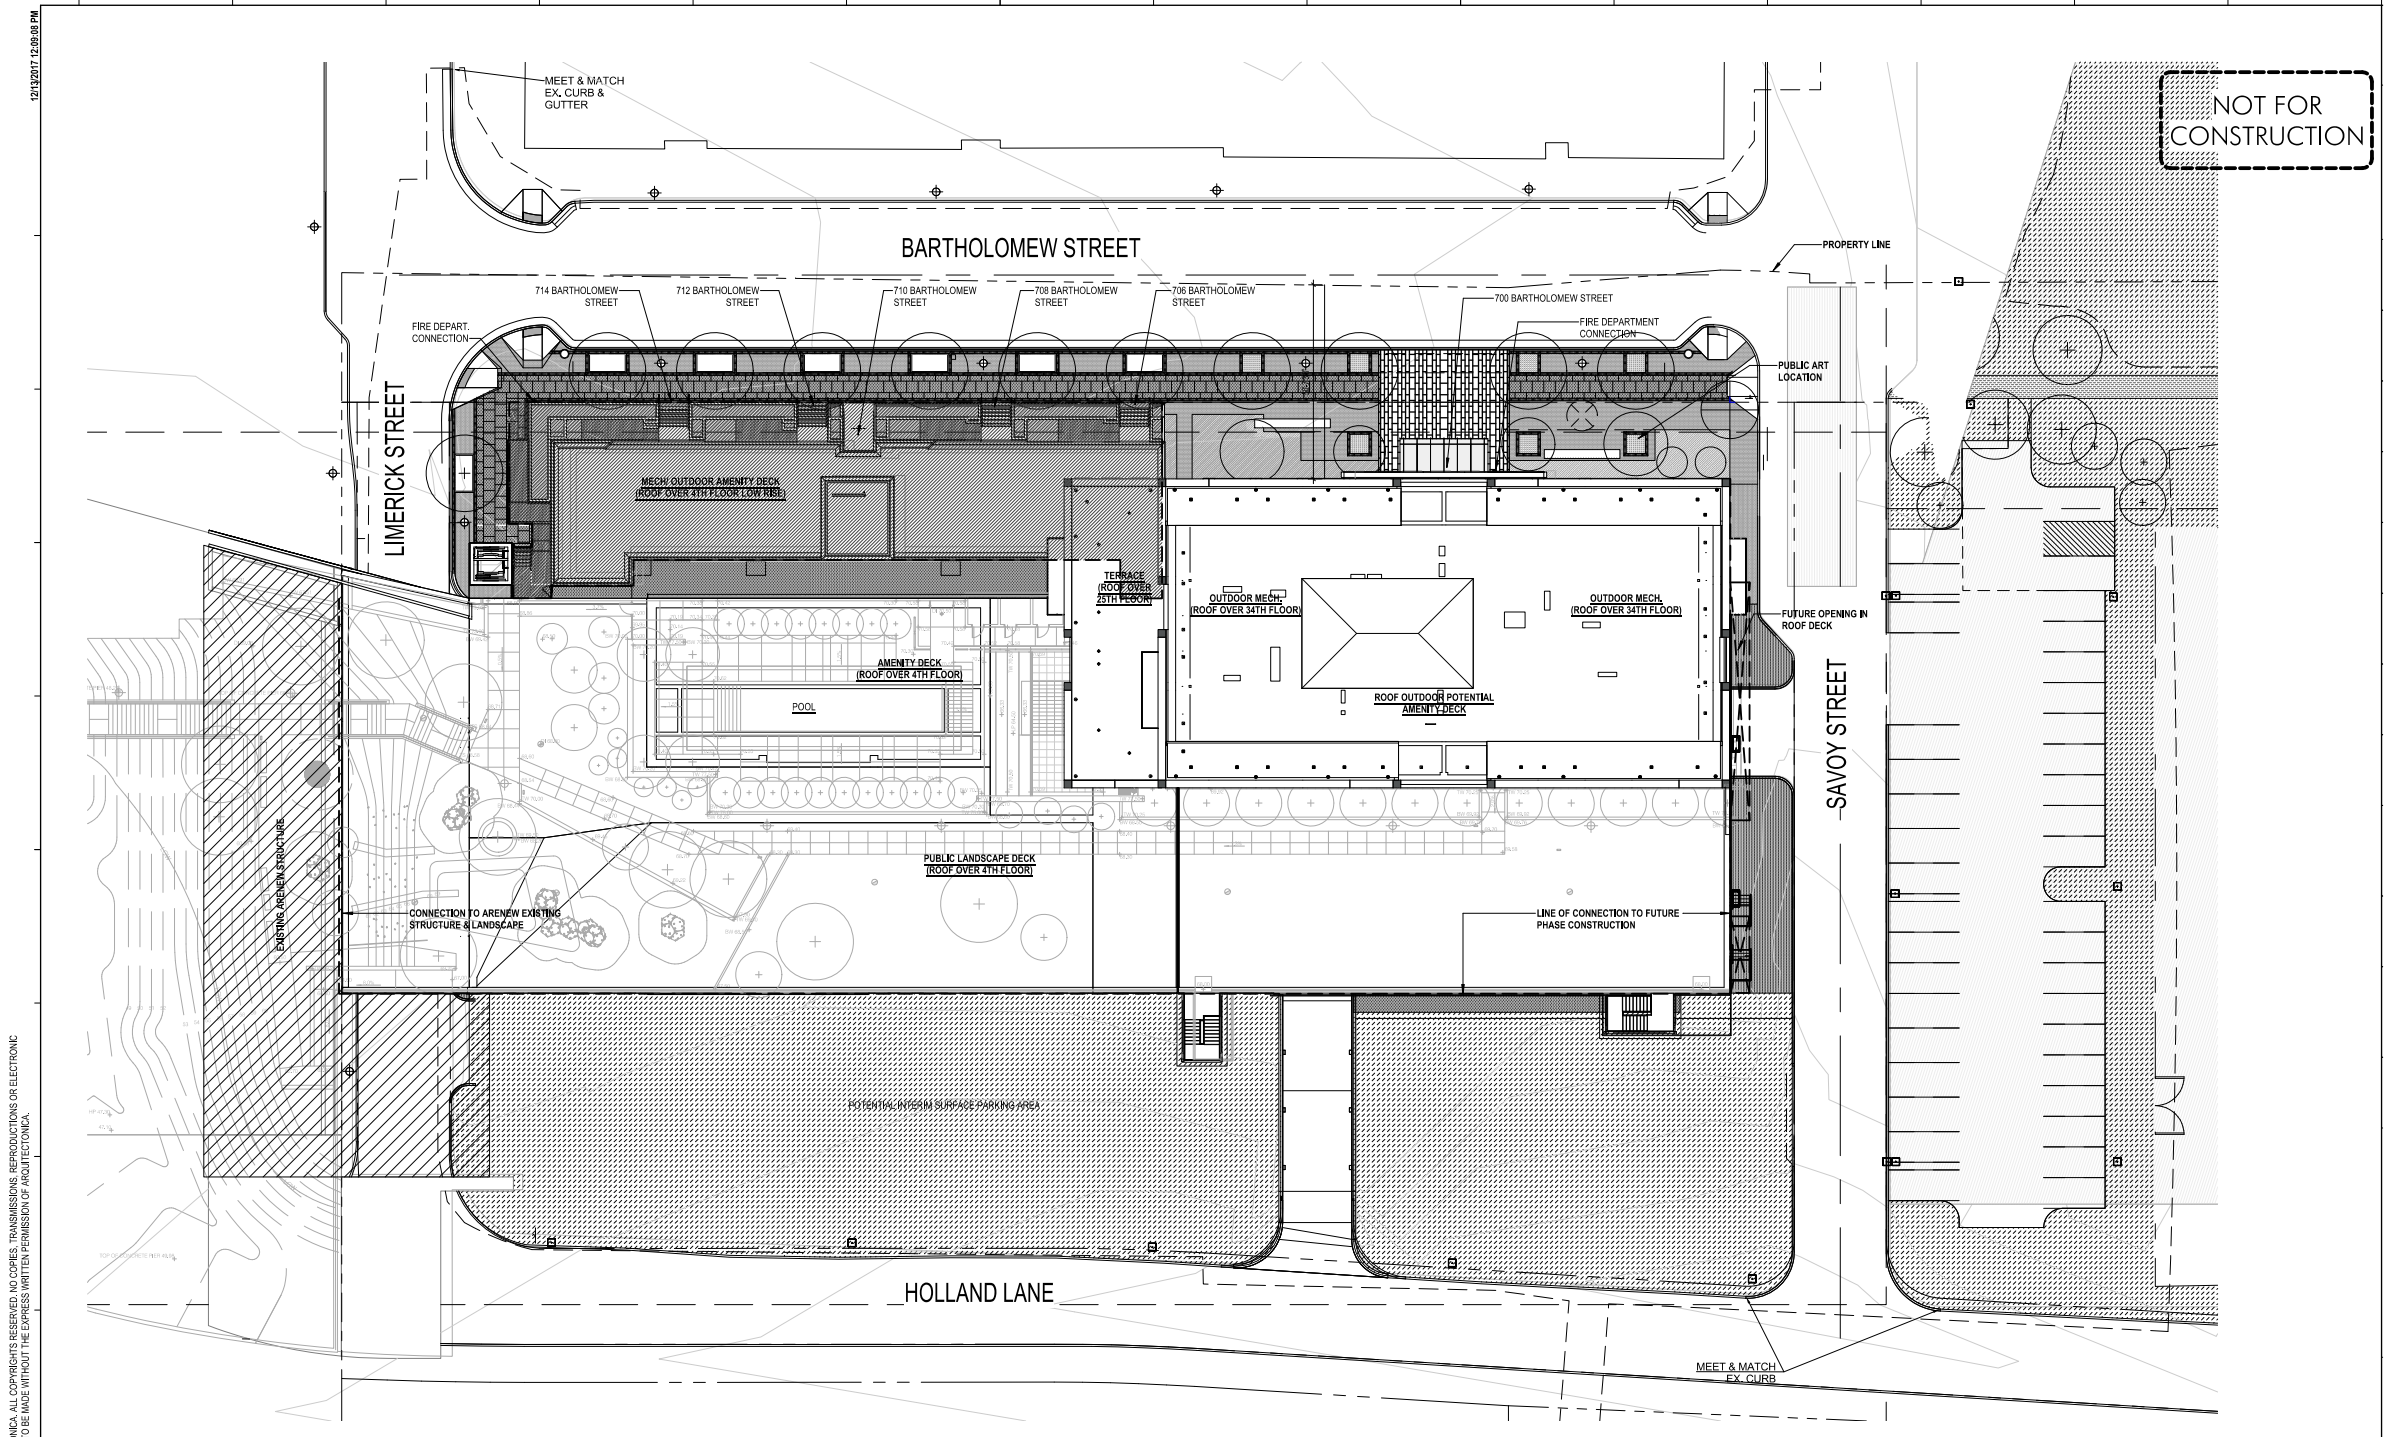 12/13/2017 12:09:08 PM
NOT FOR
CONSTRUCTION
MEET & MATCH
EX. CURB &
GUTTER
BARTHOLOMEW STREET
PROPERTY LINE
714 BARTHOLOMEW
STREET
712 BARTHOLOMEW
STREET
710 BARTHOLOMEW
STREET
708 BARTHOLOMEW
STREET
706 BARTHOLOMEW
STREET
700 BARTHOLOMEW STREET
FIRE DEPART.
CONNECTION
FIRE DEPARTMENT
CONNECTION
PUBLIC ART
LOCATION
LIMERICK STREET
MECH/ OUTDOOR AMENITY DECK
(ROOF OVER 4TH FLOOR LOW RISE)
TERRACE
(ROOF OVER
25TH FLOOR)
OUTDOOR MECH.
(ROOF OVER 34TH FLOOR)
OUTDOOR MECH.
(ROOF OVER 34TH FLOOR)
FUTURE OPENING IN
ROOF DECK
AMENITY DECK
(ROOF OVER 4TH FLOOR)
POOL
ROOF OUTDOOR POTENTIAL
AMENITY DECK
SAVOY STREET
EXISTING ARENEW STRUCTURE
PUBLIC LANDSCAPE DECK
(ROOF OVER 4TH FLOOR)
CONNECTION TO ARENEW EXISTING
STRUCTURE & LANDSCAPE
LINE OF CONNECTION TO FUTURE
PHASE CONSTRUCTION
POTENTIAL INTERIM SURFACE PARKING AREA
HOLLAND LANE
MEET & MATCH
EX. CURB
ALL COPYRIGHTS RESERVED. NO COPIES, TRANSMISSIONS, REPRODUCTIONS OR ELECTRONIC
TO BE MADE WITHOUT THE EXPRESS WRITTEN PERMISSION OF ARQUITECTONICA.